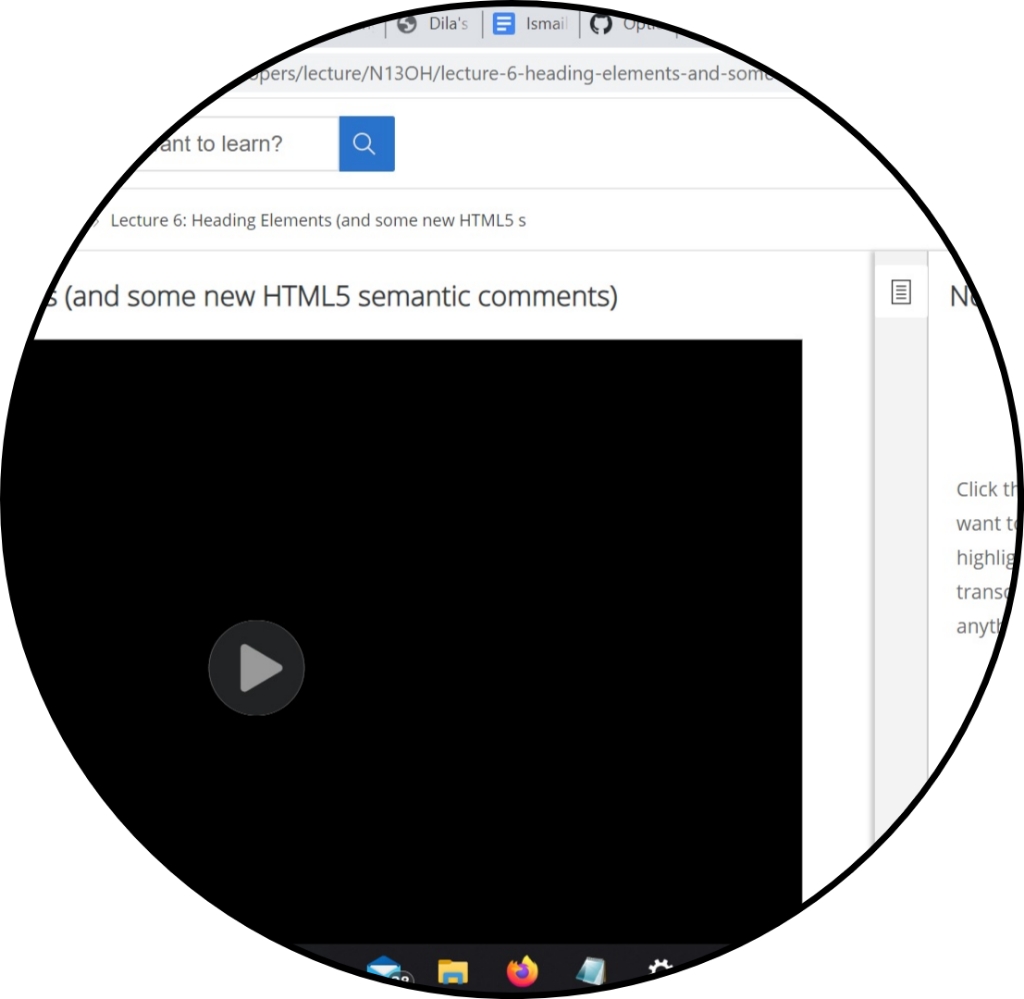 Dila's Ismail
opers/lecture/N13OH/lecture-6-heading-elements-and-some
ant to learn?
Lecture 6: Heading Elements (and some new HTML5 s
s (and some new HTML5 semantic comments)
Click th
want to
highlig
transc
anyth